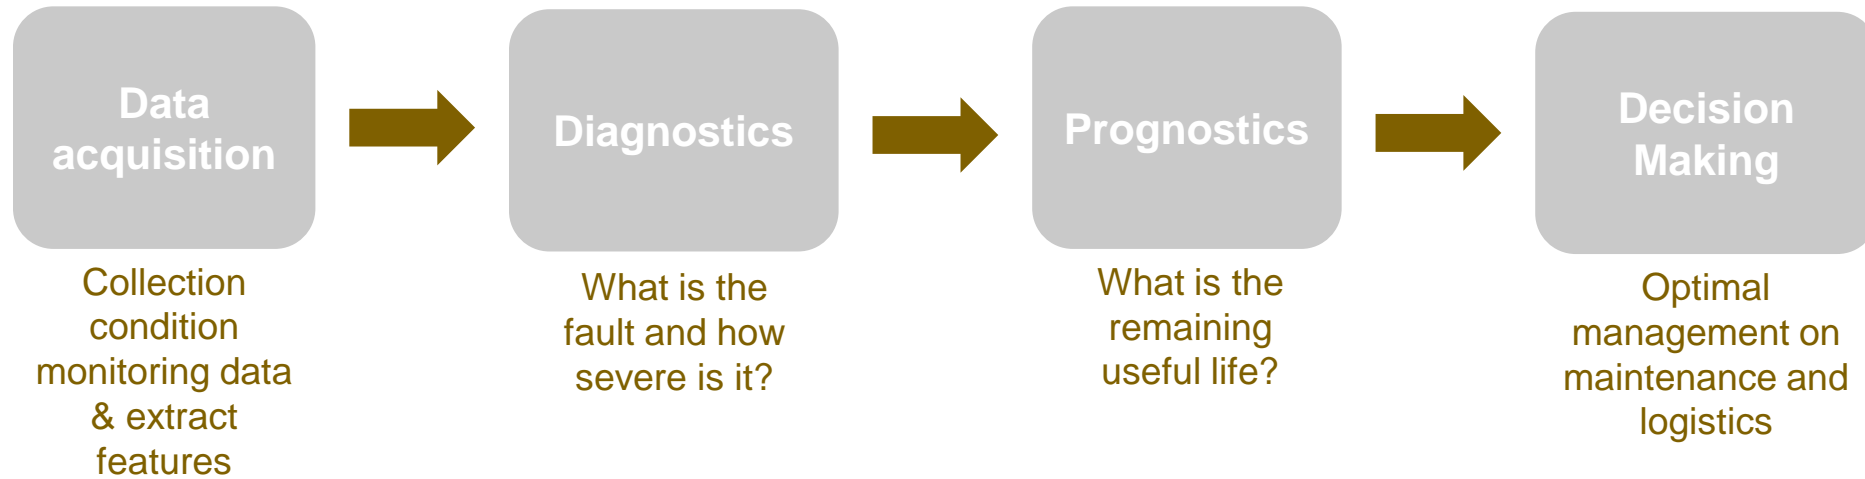 Data
acquisition
Diagnostics
Prognostics
Decision
Making
Collection
condition
monitoring data
& extract
features
What is the
fault and how
severe is it?
What is the
remaining
useful life?
Optimal
management on
maintenance and
logistics